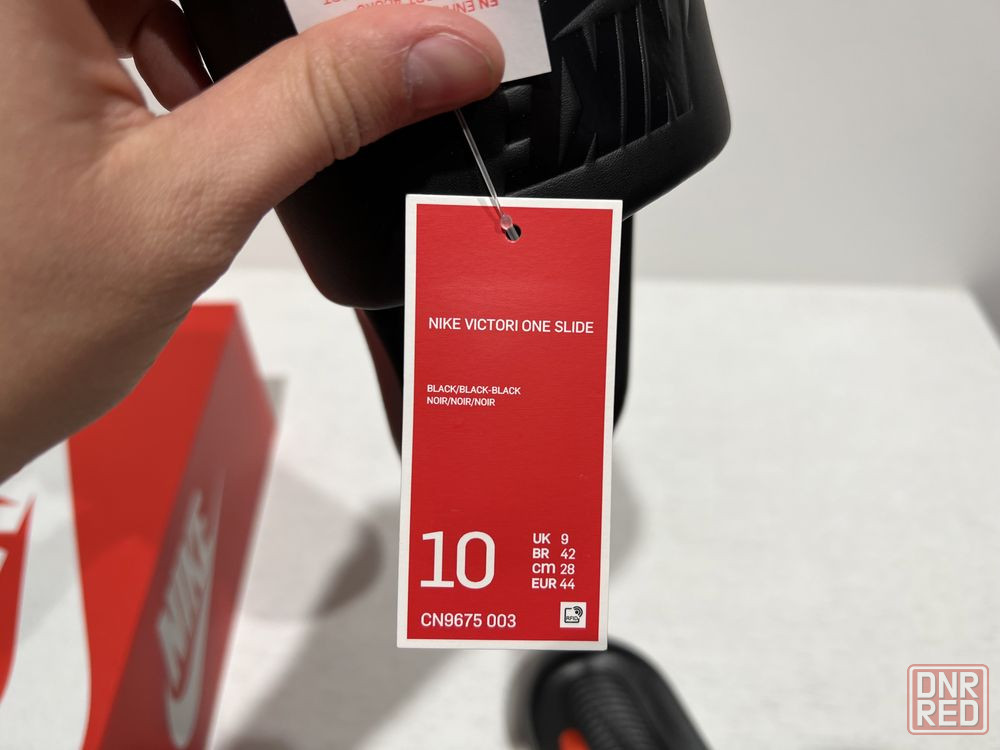 NIKE
NIKE VICTORI ONE SLIDE
BLACK/BLACK-BLACK
NOIR/NOIR/NOIR
10
UK 9
BR 42
cm 28
EUR 44
CN9675 003
RFID
NIKE
DNR
RED